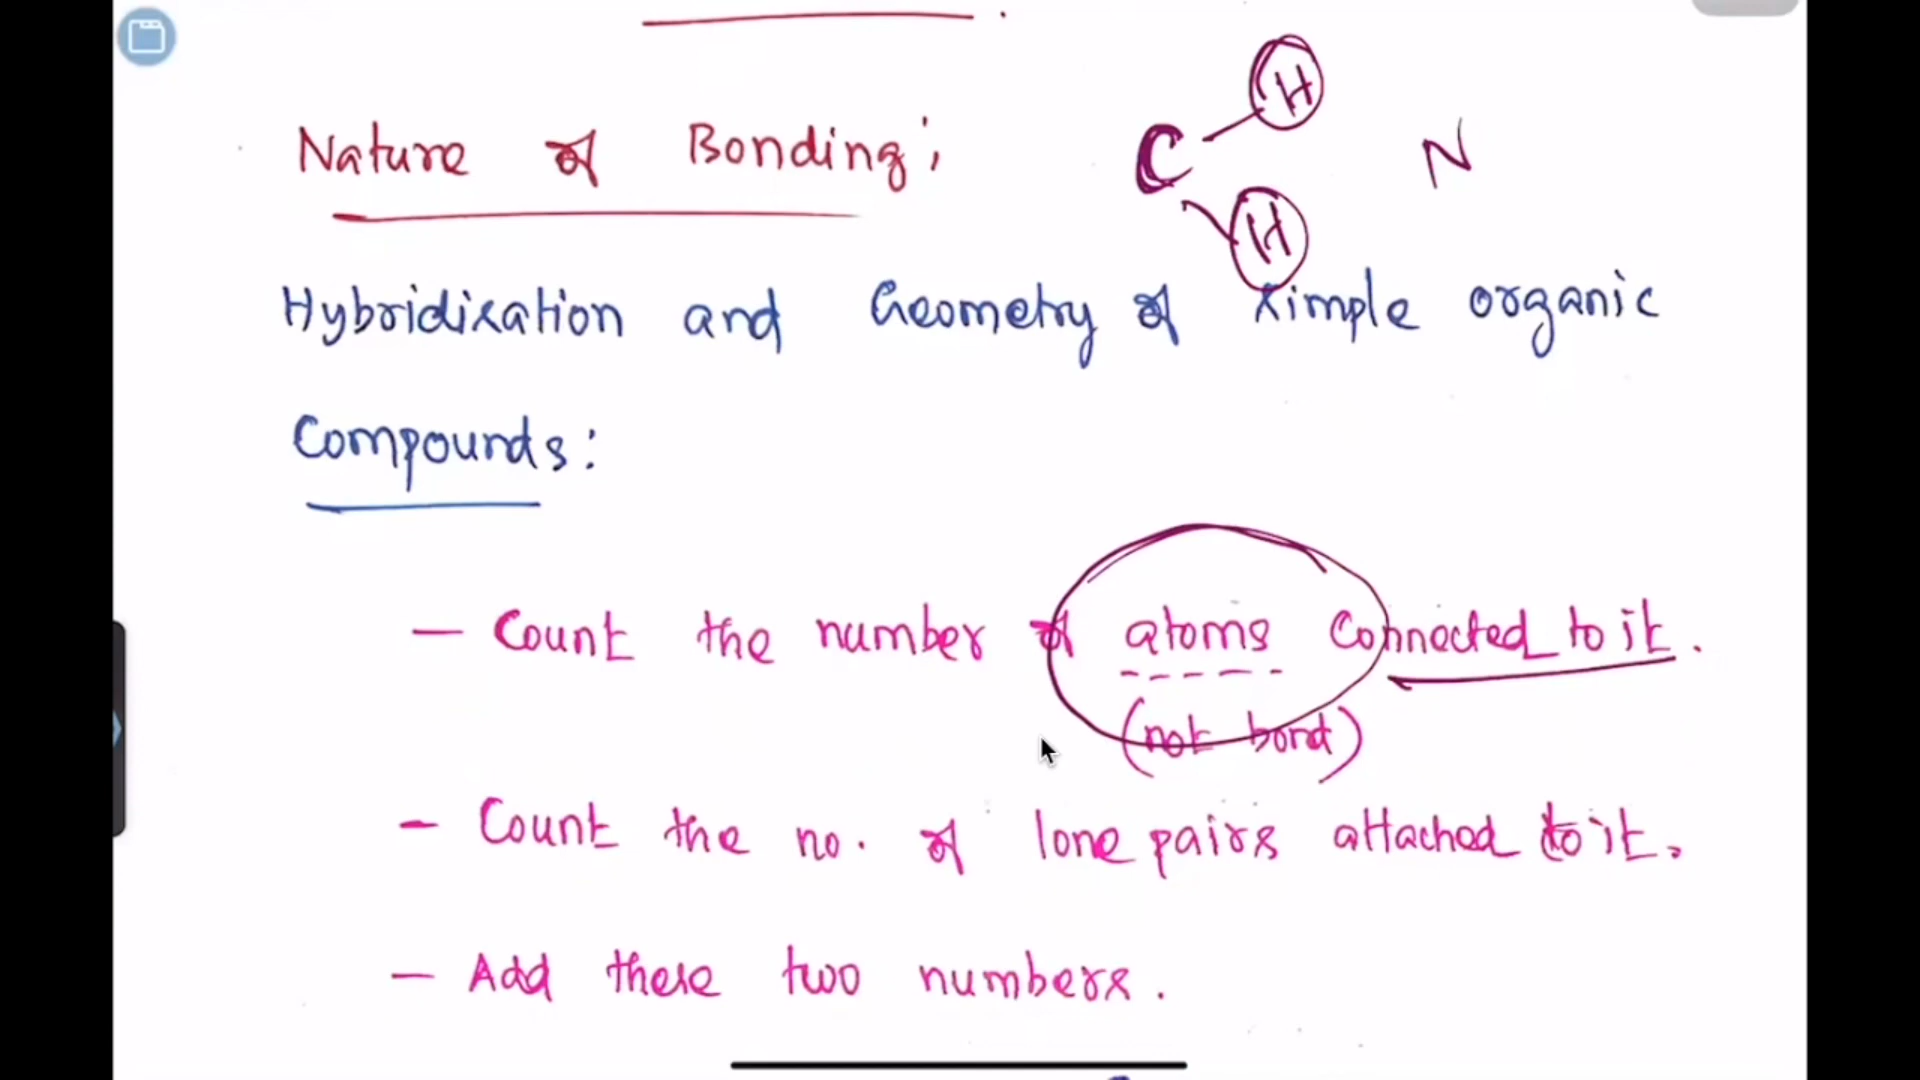 H
C N
Nature of Bonding;
H
Hybridisation and Geometry of simple organic
Compounds:
- Count the number of atoms connected to it.
(not bond)
- Count the no. of lone pairs attached to it.
- Add these two numbers.